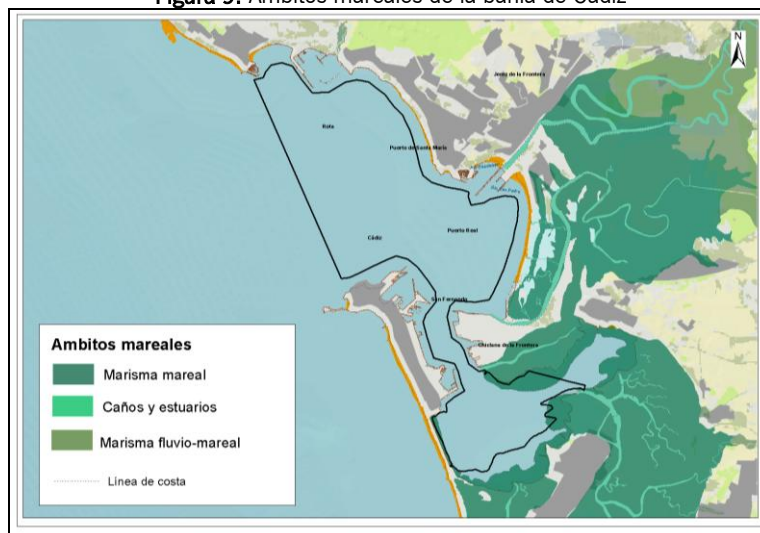 Figura 9. Ámbitos mareales de la bahía de Cádiz
N
Jerez de la Frontera
Rota
Puerto de Santa María
Puerto Real
Cádiz
San Fernando
Chiclana de la Frontera
Ambitos mareales
Marisma mareal
Caños y estuarios
Marisma fluvio-mareal
Linea de costa